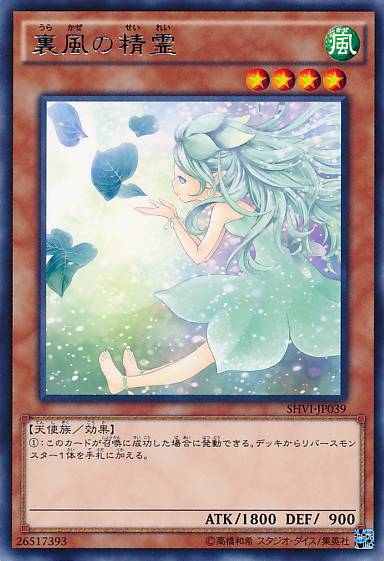 裏風の精霊
うら かぜ せい れい
風
かぜ
SHVI-JP039
【天使族／効果】
①：このカードが召喚に成功した場合に発動できる。デッキからリバースモン
スター1体を手札に加える。
ATK/1800 DEF/ 900
26517393
©高橋和希 スタジオ・ダイス/集英社